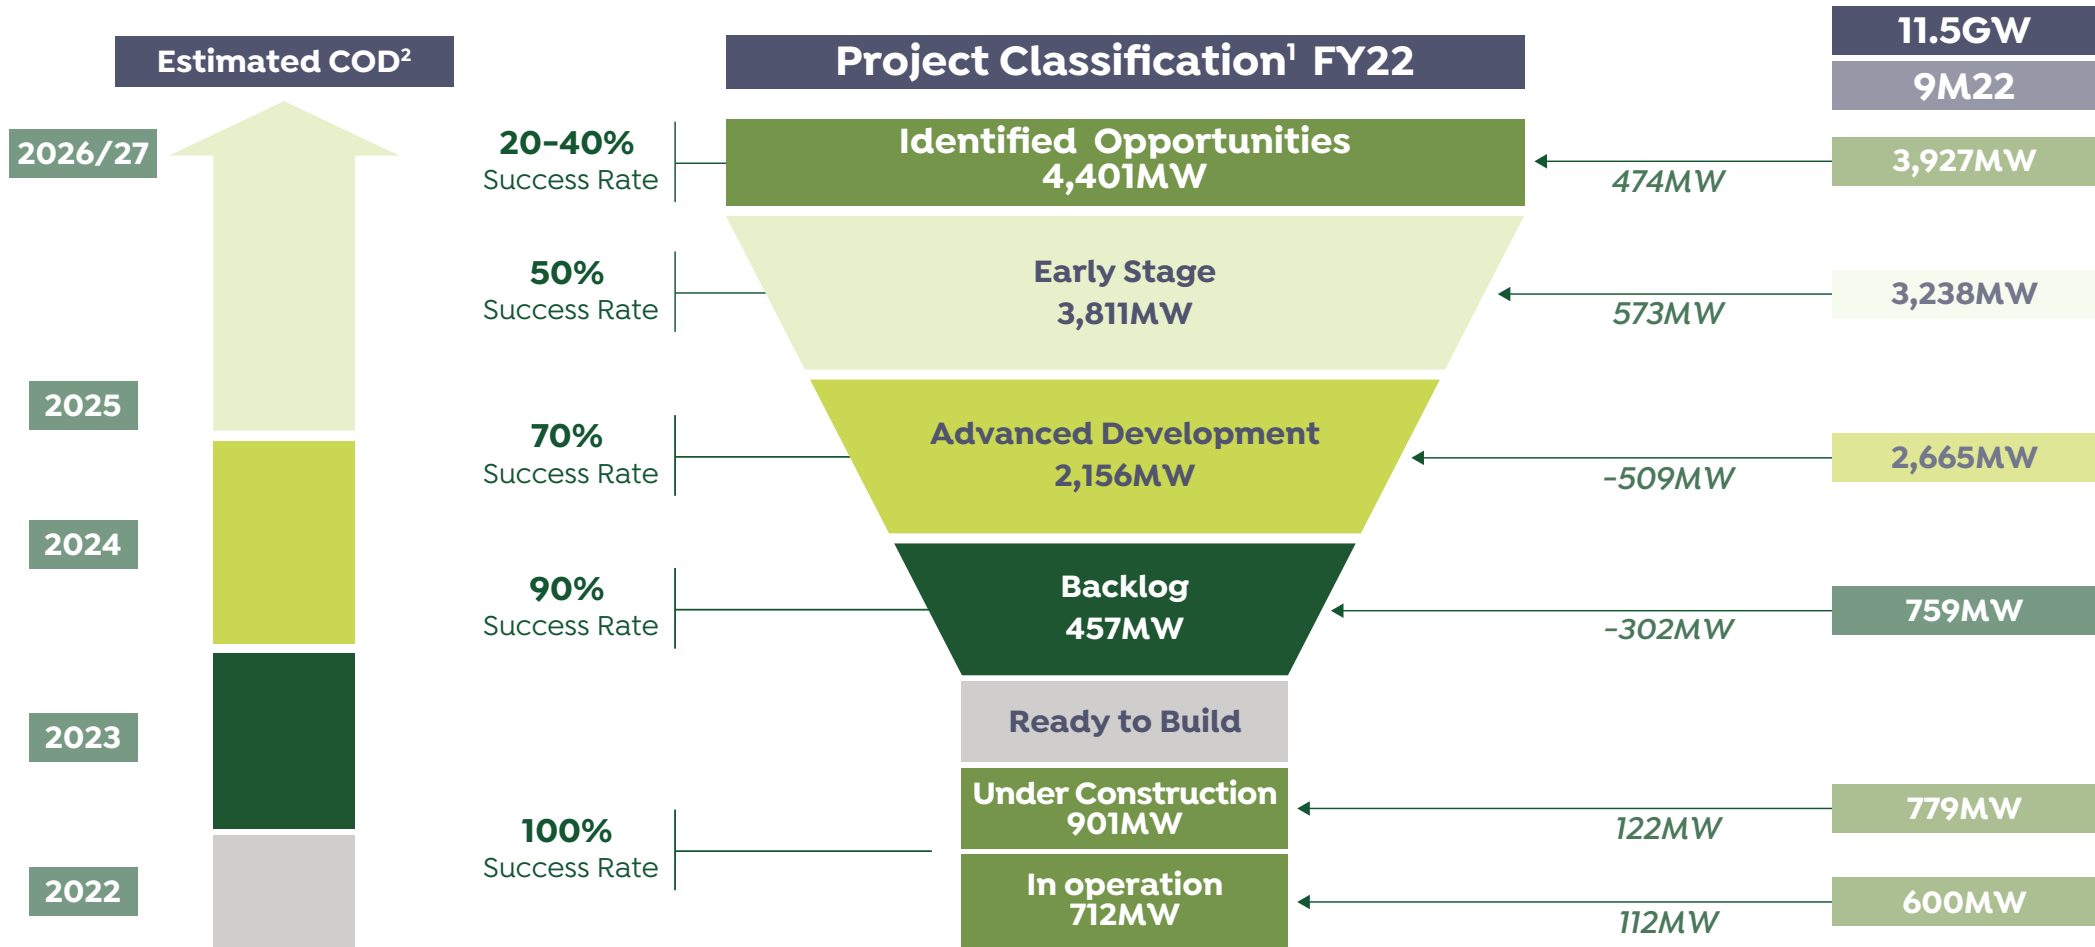 Estimated COD²
Project Classification¹ FY22
11.5GW
9M22
2026/27
20-40%
Success Rate
Identified Opportunities
4,401MW
474MW
3,927MW
50%
Success Rate
Early Stage
3,811MW
573MW
3,238MW
2025
70%
Success Rate
Advanced Development
2,156MW
-509MW
2,665MW
2024
90%
Success Rate
Backlog
457MW
-302MW
759MW
Ready to Build
2023
Under Construction
901MW
122MW
779MW
100%
Success Rate
2022
In operation
712MW
112MW
600MW